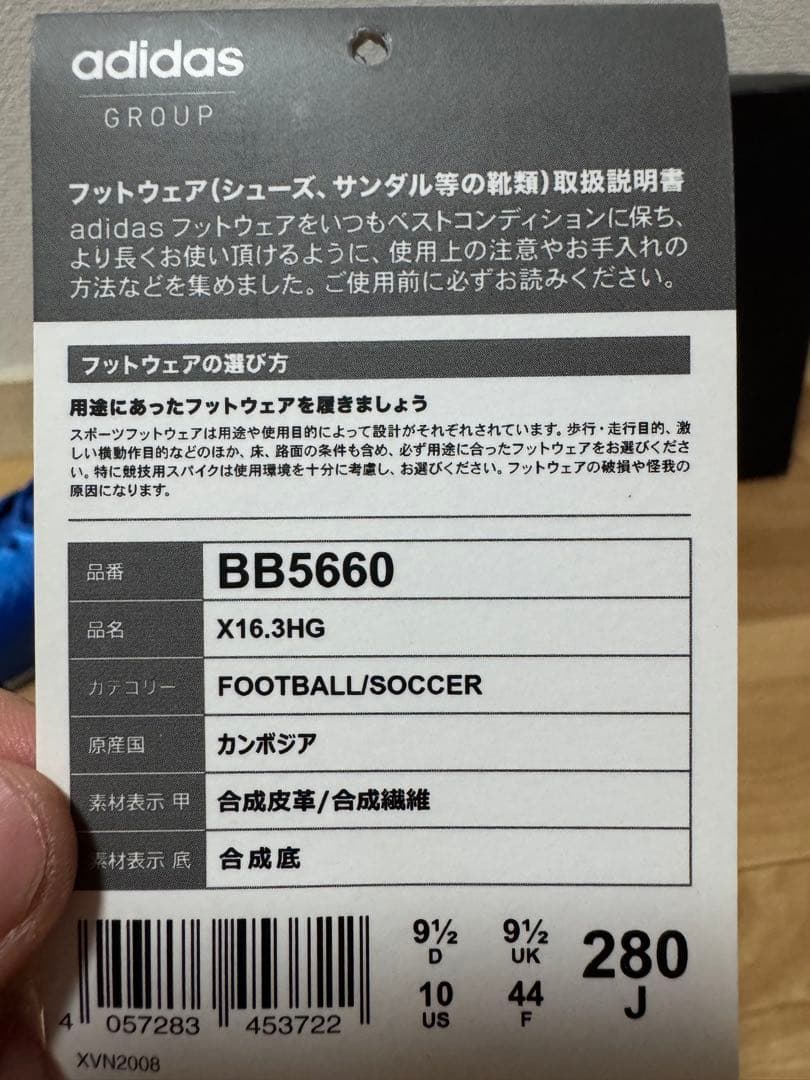 adidas
GROUP
フットウェア(シューズ、サンダル等の靴類)取扱説明書
adidas フットウェアをいつもベストコンディションに保ち、
より長くお使い頂けるように、使用上の注意やお手入れの
方法などを集めました。ご使用前に必ずお読みください。
フットウェアの選び方
用途にあったフットウェアを履きましょう
スポーツフットウェアは用途や使用目的によって設計がそれぞれされています。歩行・走行目的、激
しい横動作目的などのほか、床、路面の条件も含め、必ず用途に合ったフットウェアをお選びくださ
い。特に競技用スパイクは使用環境を十分に考慮し、お選びください。フットウェアの破損や怪我の
原因になります。
品番 BB5660
品名 X16.3HG
カテゴリー FOOTBALL/SOCCER
原産国 カンボジア
素材表示 甲 合成皮革/合成繊維
素材表示 底 合成底
9½ 9½ 280
D UK J
10 44
US F
4 057283 453722
XVN2008